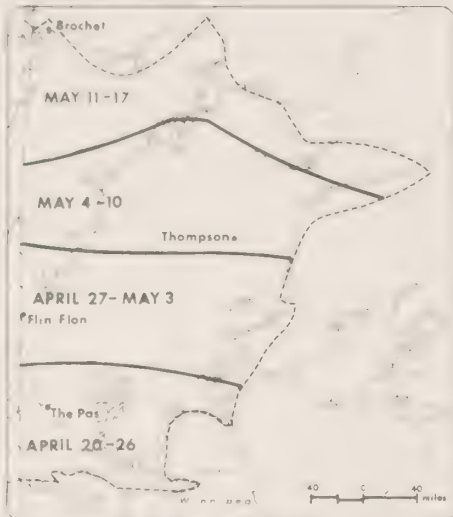 Brochet
MAY 11-17
MAY 4-10
Thompson
APRIL 27-MAY 3
Flin Flon
The Pas
APRIL 20-26
40 0 40
miles